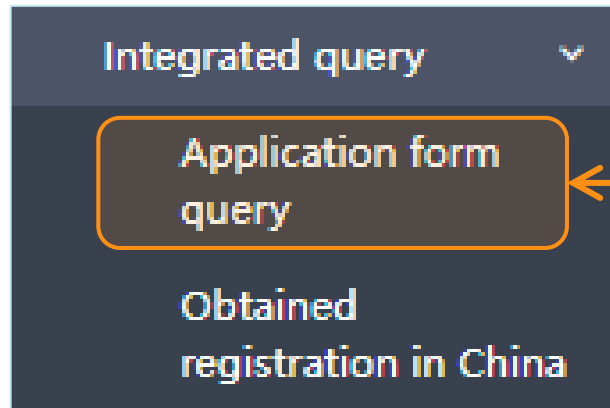 Integrated query
Application form
query
Obtained
registration in China